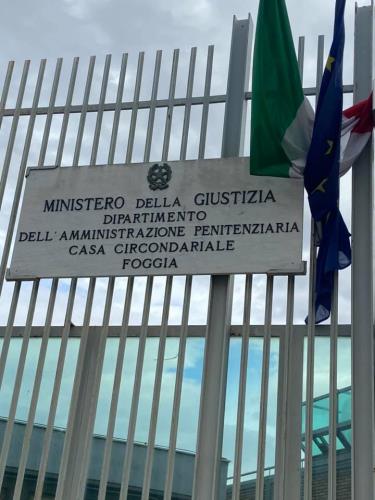 MINISTERO DELLA GIUSTIZIA
DIPARTIMENTO
DELL'AMMINISTRAZIONE PENITENZIARIA
CASA CIRCONDARIALE
FOGGIA